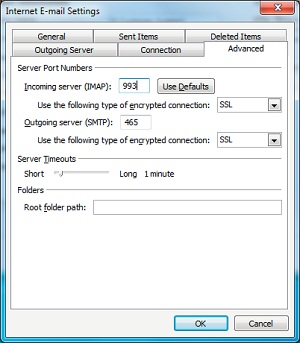 Internet E-mail Settings
General Sent Items Deleted Items
Outgoing Server Connection Advanced
Server Port Numbers
Incoming server (IMAP): 993 Use Defaults
Use the following type of encrypted connection: SSL
Outgoing server (SMTP): 465
Use the following type of encrypted connection: SSL
Server Timeouts
Short Long 1 minute
Folders
Root folder path:
OK Cancel